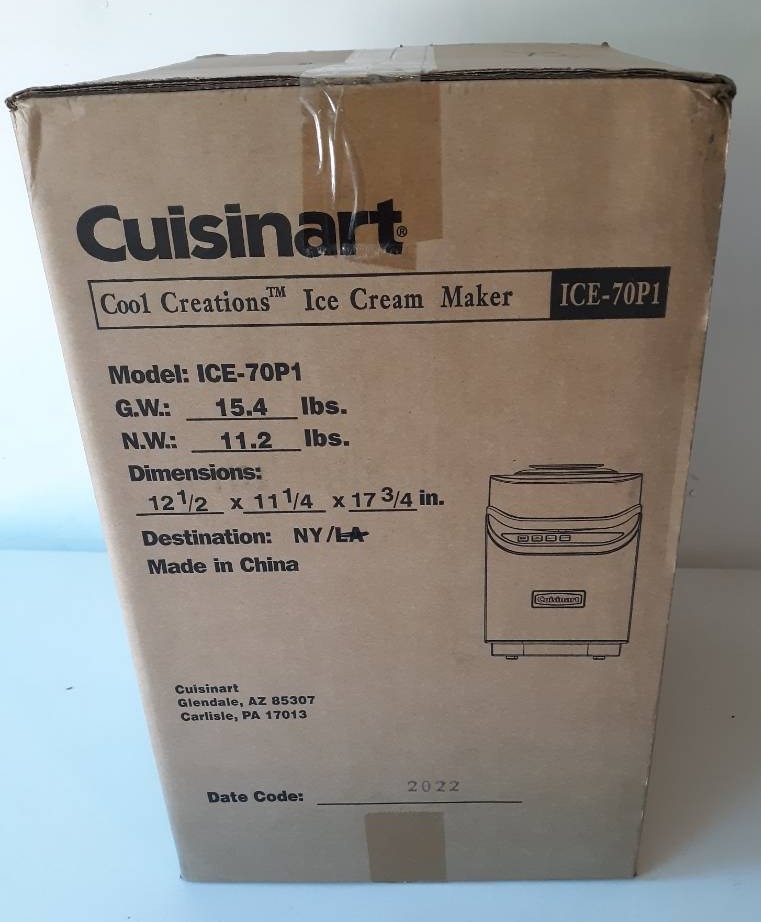 Cuisinart®
Cool Creations™ Ice Cream Maker ICE-70P1
Model: ICE-70P1
G.W.: 15.4 lbs.
N.W.: 11.2 lbs.
Dimensions:
12 1/2 x 11 1/4 x 17 3/4 in.
Destination: NY/LA
Made in China
Cuisinart
Cuisinart
Glendale, AZ 85307
Carlisle, PA 17013
Date Code: 2022